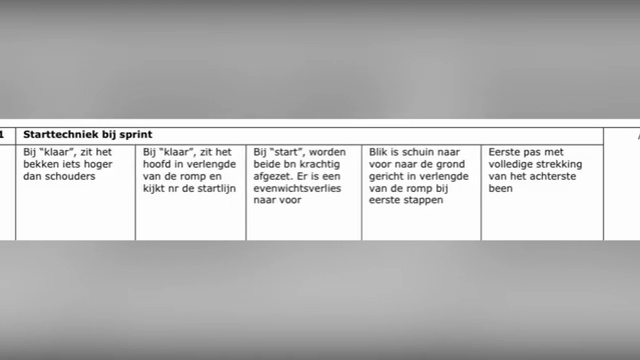 1 Starttechniek bij sprint
Bij “klaar”, zit het
bekken iets hoger
dan schouders
Bij “klaar”, zit het
hoofd in verlengde
van de romp en
kijkt nr de startlijn
Bij “start”, worden
beide bn krachtig
afgezet. Er is een
evenwichtsverlies
naar voor
Blik is schuin naar
voor naar de grond
gericht in verlengde
van de romp bij
eerste stappen
Eerste pas met
volledige strekking
van het achterste
been